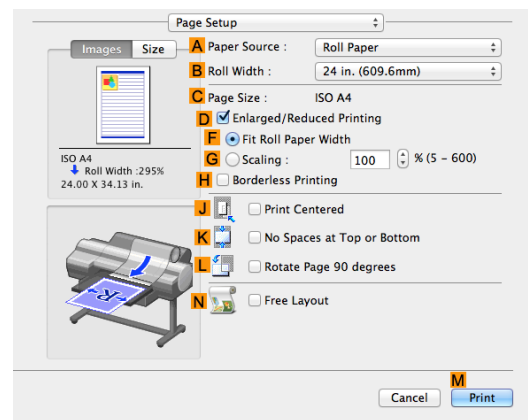 Page Setup
Images Size
A Paper Source : Roll Paper
B Roll Width : 24 in. (609.6mm)
C Page Size : ISO A4
D Enlarged/Reduced Printing
F Fit Roll Paper Width
G Scaling : 100 % (5 - 600)
H Borderless Printing
ISO A4
Roll Width :295%
24.00 X 34.13 in.
J Print Centered
K No Spaces at Top or Bottom
L Rotate Page 90 degrees
N Free Layout
R
M
Cancel Print